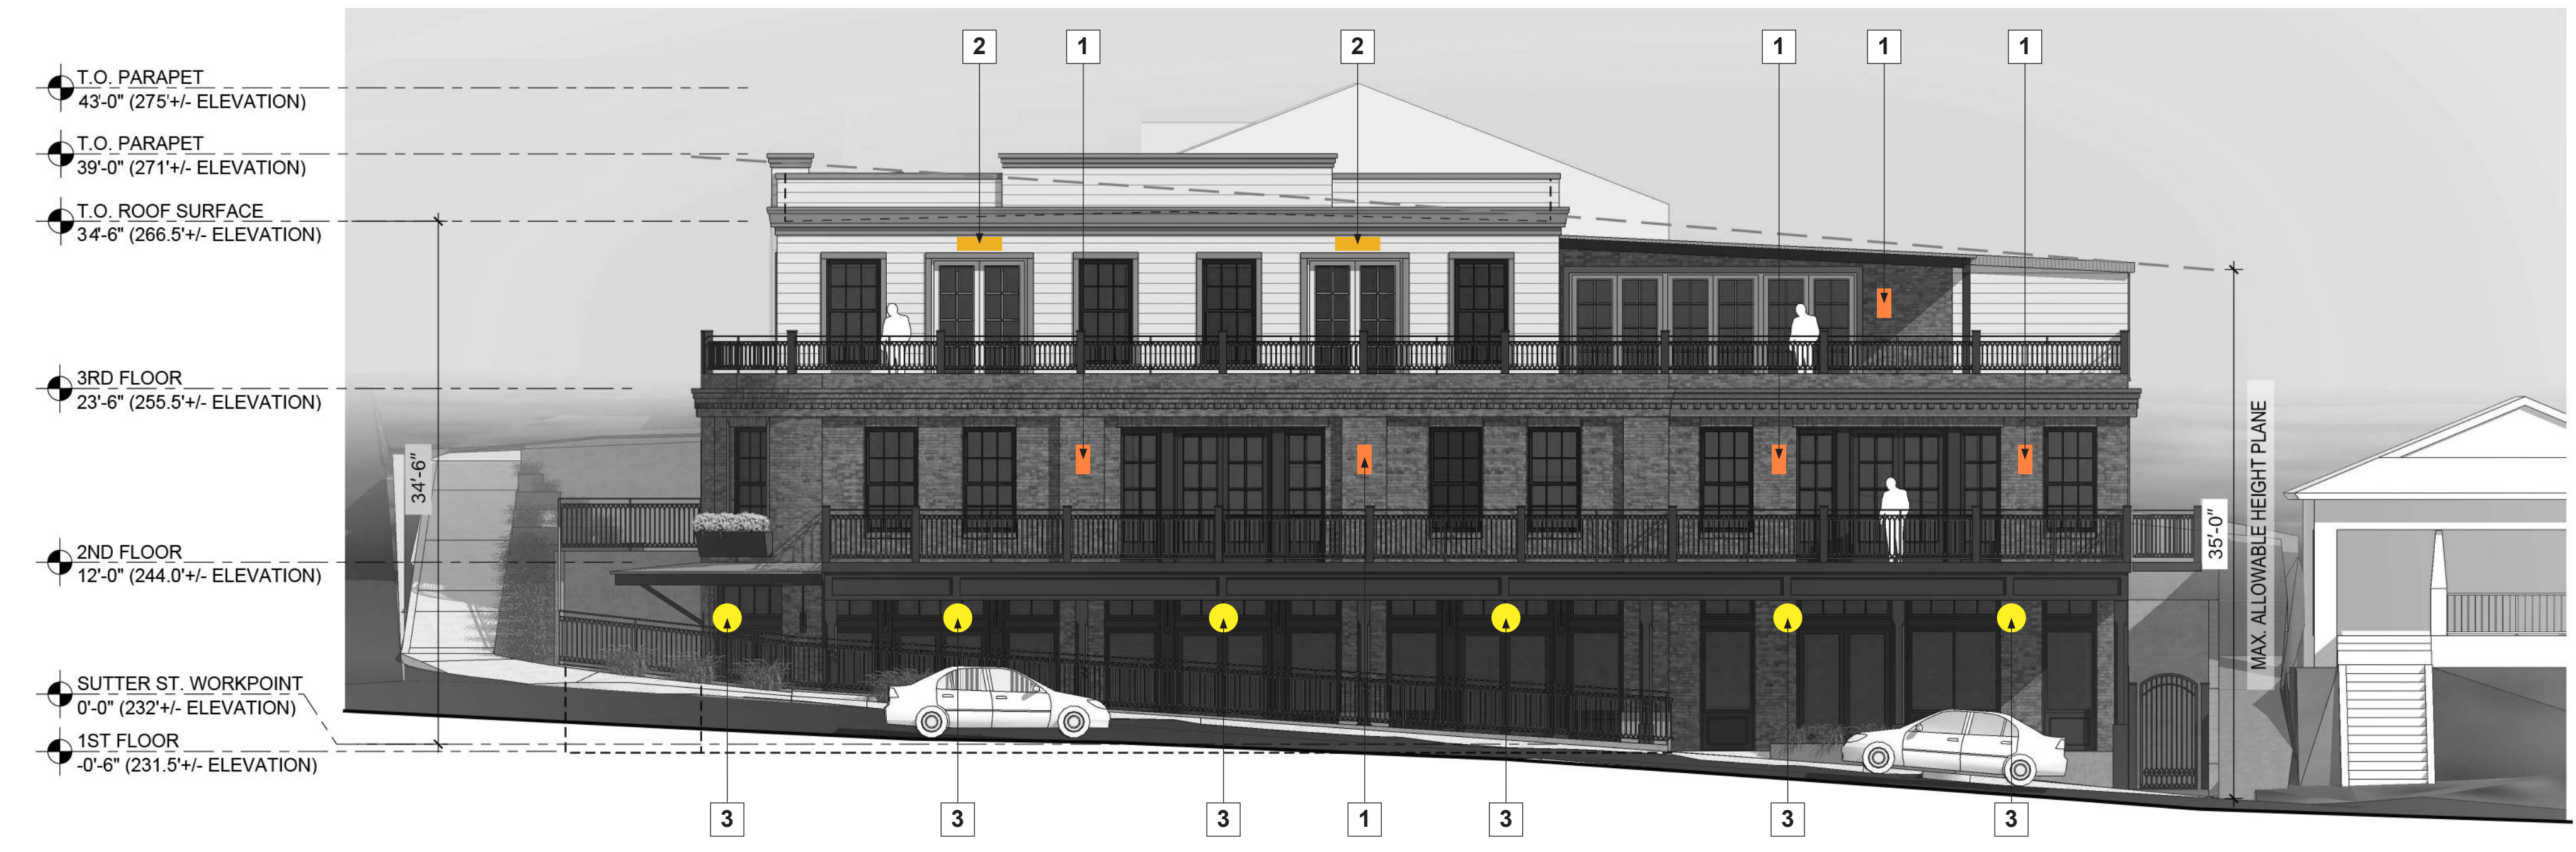 2
1
2
1
1
1
T.O. PARAPET
43'-0" (275'+/- ELEVATION)
T.O. PARAPET
39'-0" (271'+/- ELEVATION)
T.O. ROOF SURFACE
34'-6" (266.5'+/- ELEVATION)
3RD FLOOR
23'-6" (255.5'+/- ELEVATION)
34'-6"
2ND FLOOR
12'-0" (244.0'+/- ELEVATION)
35'-0"
MAX. ALLOWABLE HEIGHT PLANE
SUTTER ST. WORKPOINT
0'-0" (232'+/- ELEVATION)
1ST FLOOR
-0'-6" (231.5'+/- ELEVATION)
3
3
3
1
3
3
3